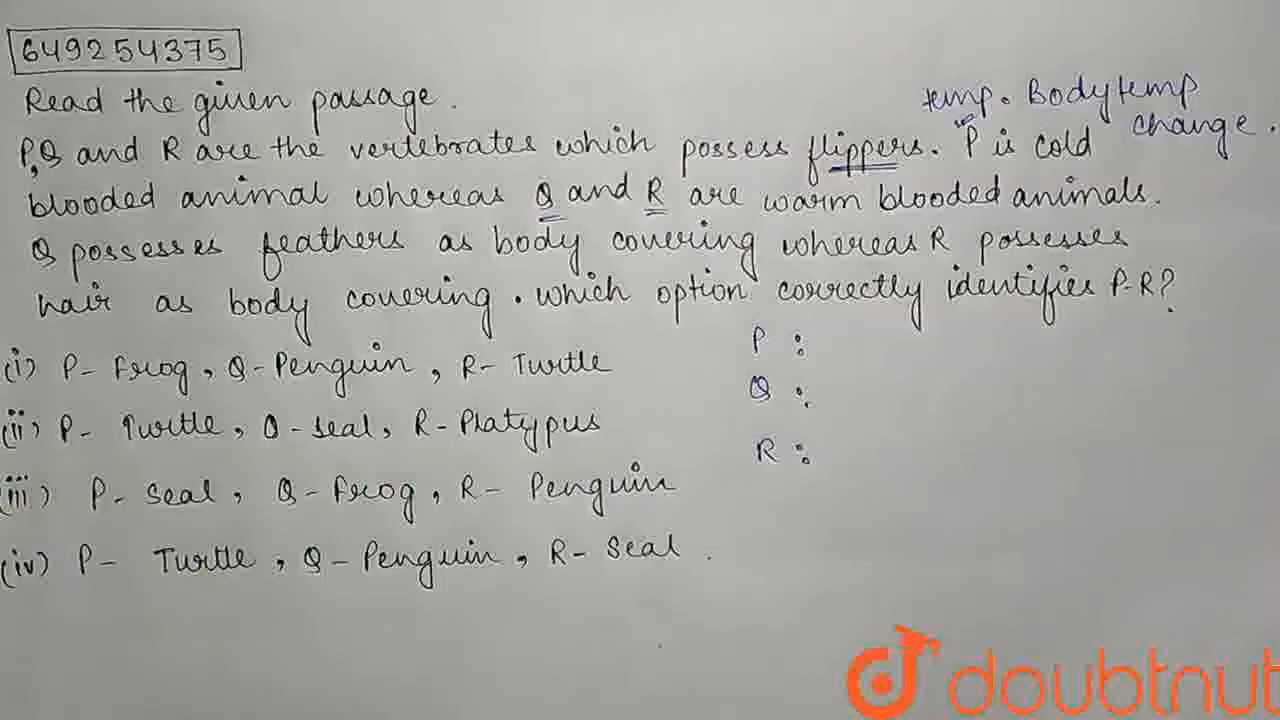 649254375
Read the given passage.
temp. Body temp
change.
P,Q and R are the vertebrates which possess flippers. P is cold
blooded animal whereas Q and R are warm blooded animals.
Q possesses feathers as body covering whereas R possesses
hair as body covering. which option correctly identifies P-R?
(i) P- Frog, Q-Penguin, R- Turtle
(ii) P- Turtle, Q-seal, R-Platypus
(iii) P- Seal, Q-Frog, R- Penguin
(iv) P- Turtle, Q-Penguin, R- Seal.
P :
Q :
R :
doubtnut